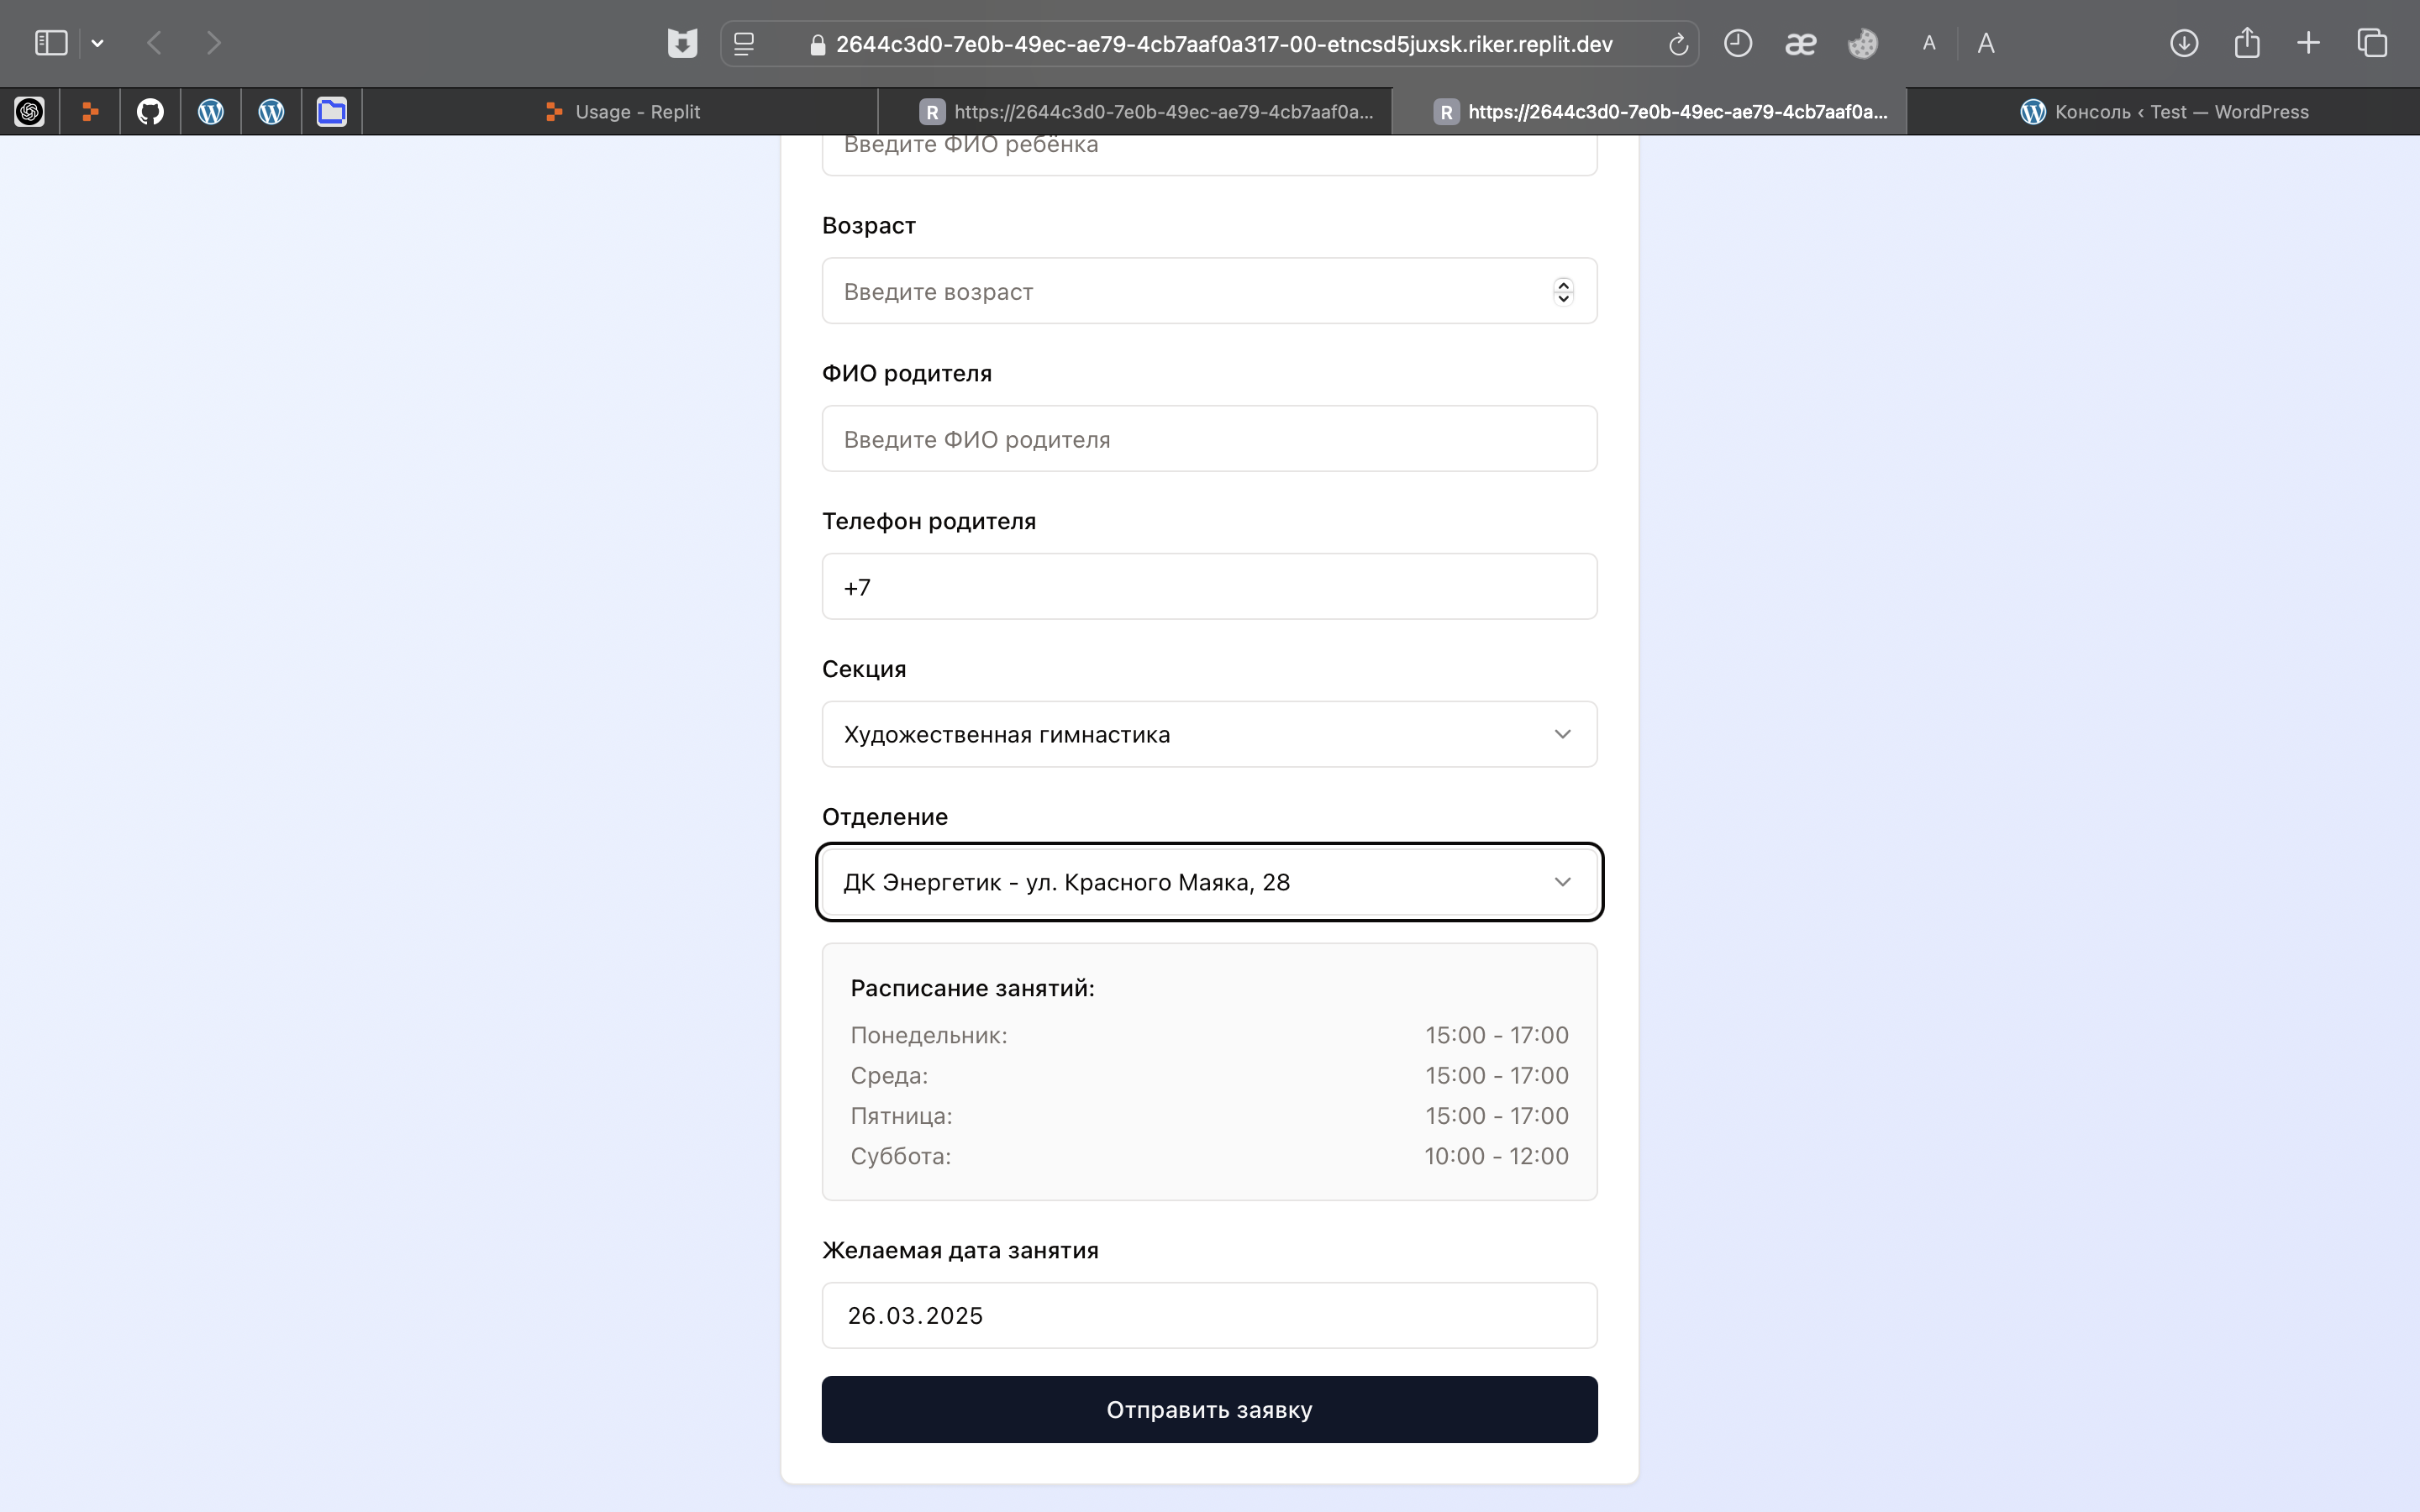 2644c3d0-7e0b-49ec-ae79-4cb7aaf0a317-00-etncsd5juxsk.riker.replit.dev
A
A
Usage - Replit
R https://2644c3d0-7e0b-49ec-ae79-4cb7aaf0a...
R https://2644c3d0-7e0b-49ec-ae79-4cb7aaf0a...
Консоль ‹ Test — WordPress
Введите ФИО ребёнка
Возраст
Введите возраст
ФИО родителя
Введите ФИО родителя
Телефон родителя
+7
Секция
Художественная гимнастика
Отделение
ДК Энергетик - ул. Красного Маяка, 28
Расписание занятий:
Понедельник: 15:00 - 17:00
Среда: 15:00 - 17:00
Пятница: 15:00 - 17:00
Суббота: 10:00 - 12:00
Желаемая дата занятия
26.03.2025
Отправить заявку